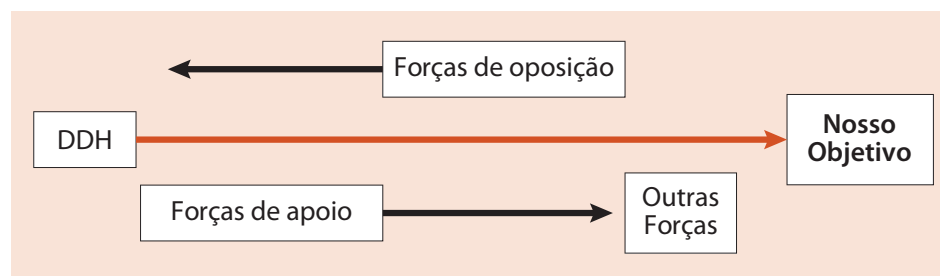 Forças de oposição
DDH
Nosso
Objetivo
Forças de apoio
Outras
Forças